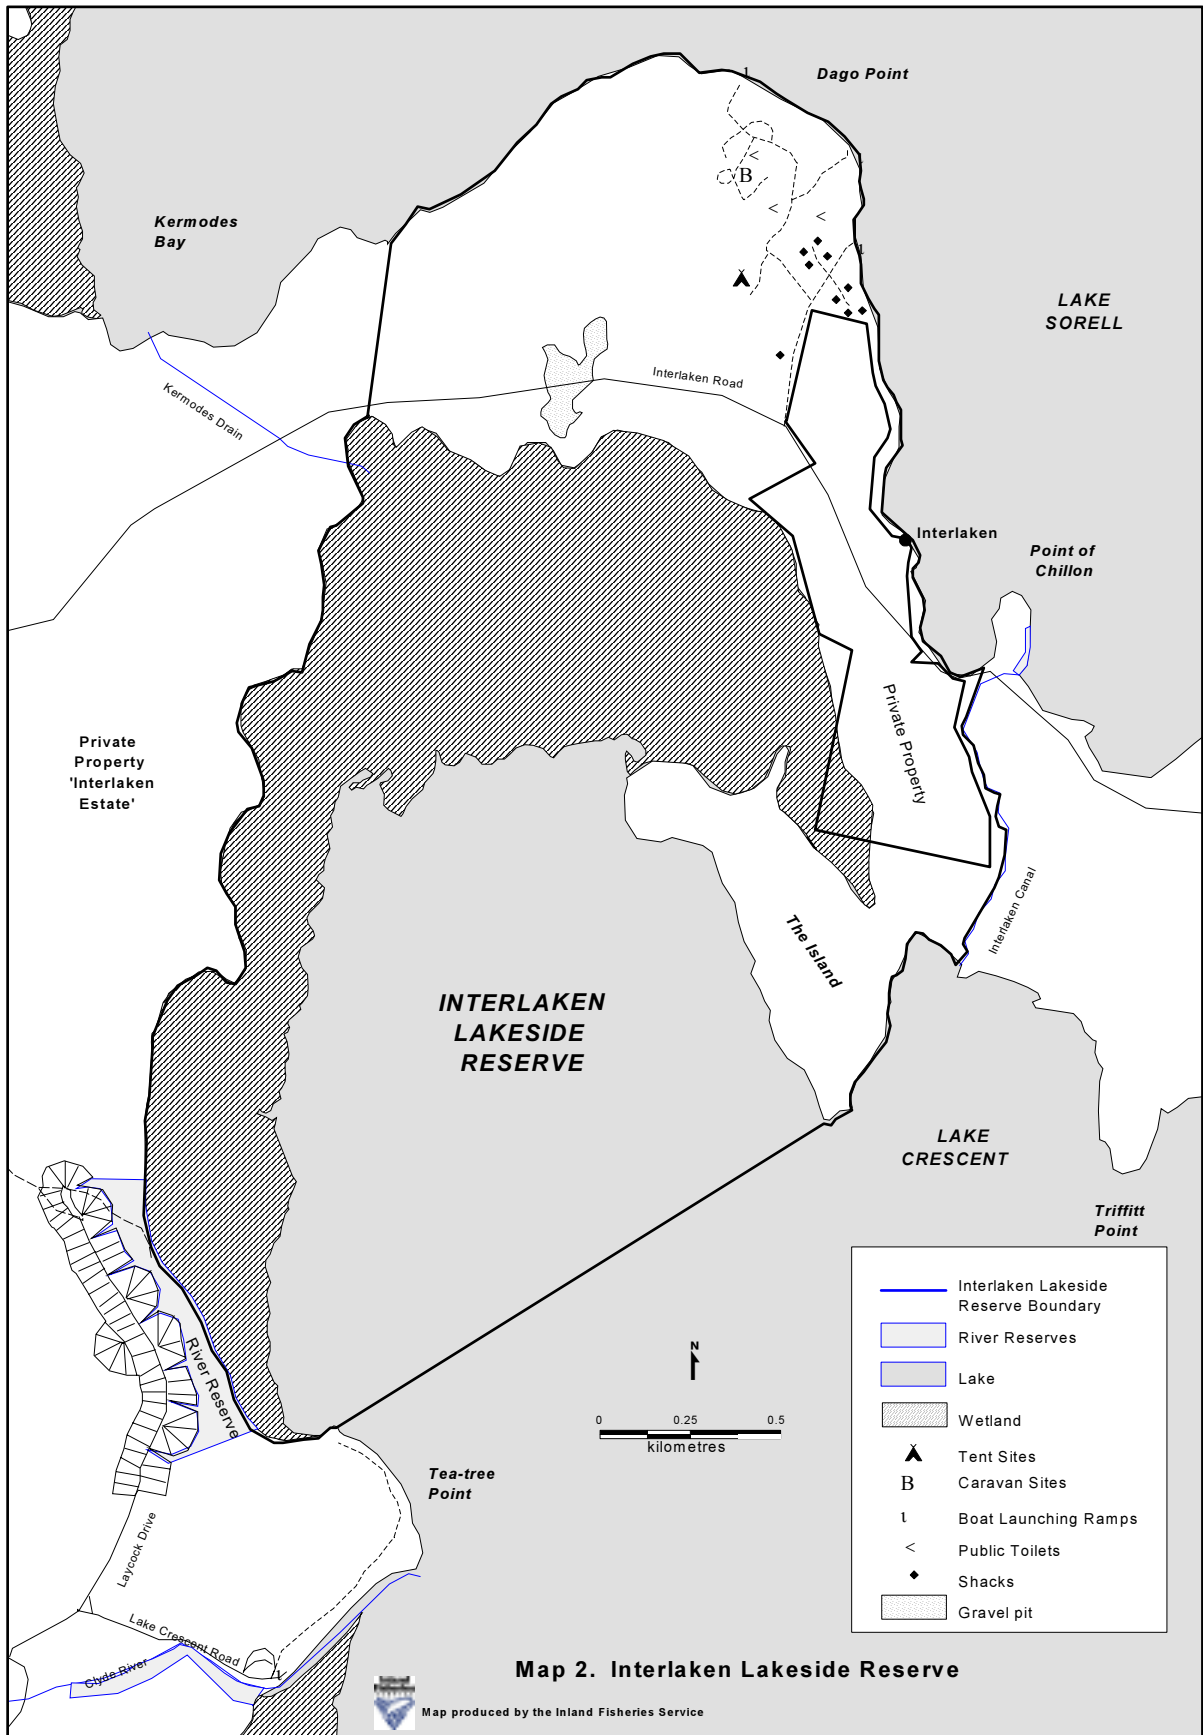 Dago Point
Kermodes
Bay
LAKE
SORELL
Kermodes Drain
Interlaken Road
B
Interlaken
Point of
Chillon
Private
Property
'Interlaken
Estate'
Private Property
The Island
Interlaken Canal
INTERLAKEN
LAKESIDE
RESERVE
LAKE
CRESCENT
Triffitt
Point
River Reserve
Tea-tree
Point
Laycock Drive
Lake Crescent Road
Clyde River
N
0 0.25 0.5
kilometres
Interlaken Lakeside
Reserve Boundary
River Reserves
Lake
Wetland
Tent Sites
B Caravan Sites
ι Boat Launching Ramps
< Public Toilets
Shacks
Gravel pit
Map 2. Interlaken Lakeside Reserve
Map produced by the Inland Fisheries Service